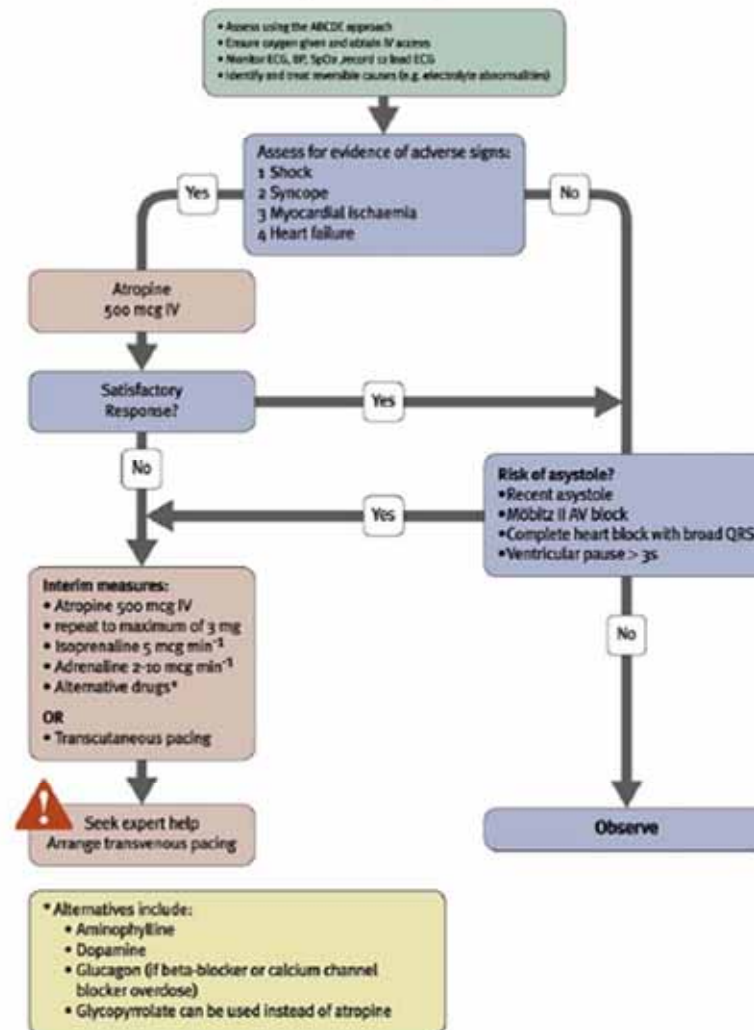 • Assess using the ABCDE approach
• Ensure oxygen given and obtain IV access
• Monitor ECG, BP, SpO2 ,record 12 lead ECG
• Identify and treat reversible causes (e.g. electrolyte abnormalities)
Assess for evidence of adverse signs:
1 Shock
2 Syncope
3 Myocardial ischaemia
4 Heart failure
Yes
No
Atropine
500 mcg IV
Satisfactory
Response?
Yes
No
Risk of asystole?
•Recent asystole
•Möbitz II AV block
•Complete heart block with broad QRS
•Ventricular pause > 3s
Yes
No
Interim measures:
• Atropine 500 mcg IV
• repeat to maximum of 3 mg
• Isoprenaline 5 mcg min⁻¹
• Adrenaline 2-10 mcg min⁻¹
• Alternative drugs*
OR
• Transcutaneous pacing
!
Seek expert help
Arrange transvenous pacing
Observe
* Alternatives include:
• Aminophylline
• Dopamine
• Glucagon (if beta-blocker or calcium channel
blocker overdose)
• Glycopyrrolate can be used instead of atropine